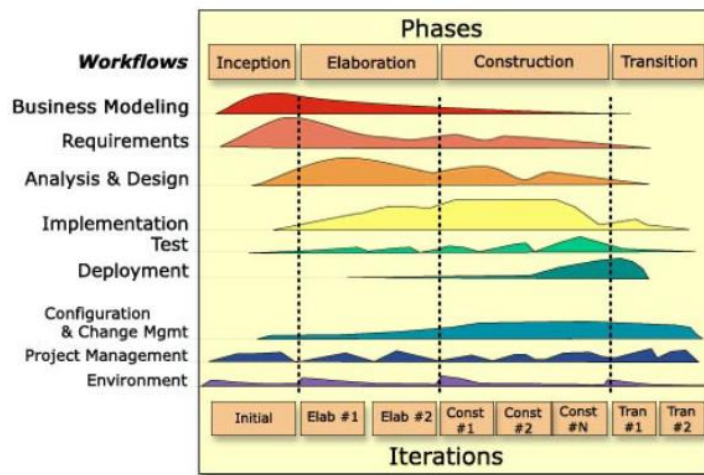 Phases
Workflows
Inception
Elaboration
Construction
Transition
Business Modeling
Requirements
Analysis & Design
Implementation
Test
Deployment
Configuration
& Change Mgmt
Project Management
Environment
Initial
Elab #1
Elab #2
Const
#1
Const
#2
Const
#N
Tran
#1
Tran
#2
Iterations